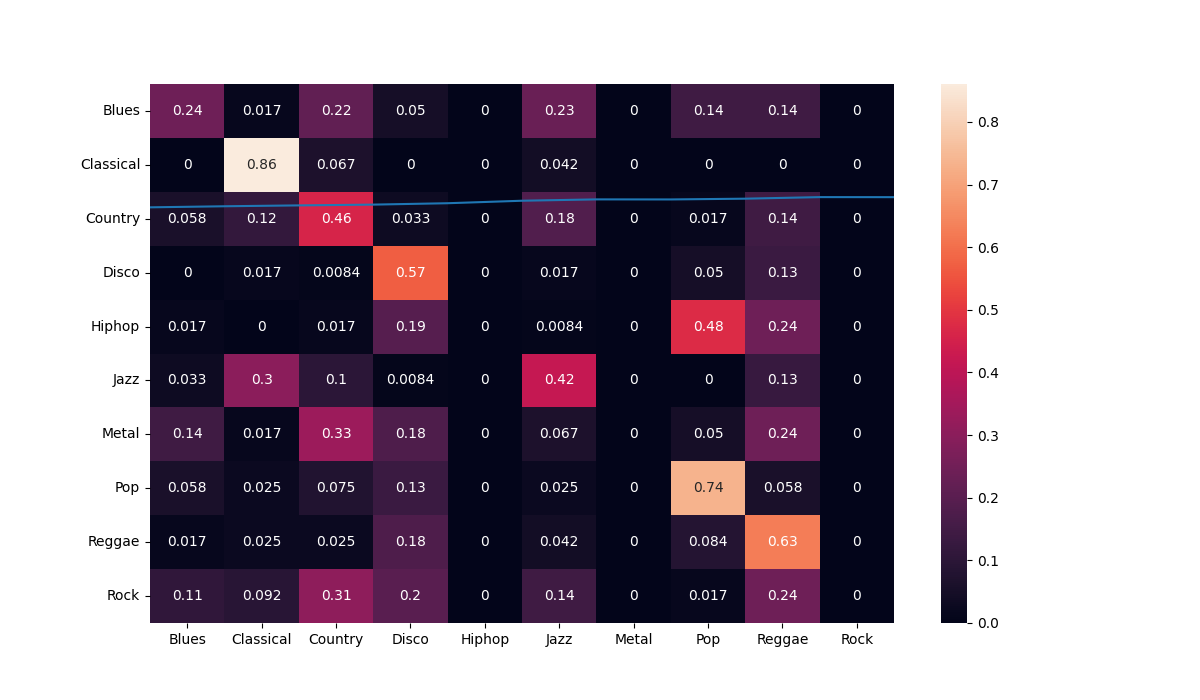 Blues 0.24 0.017 0.22 0.05 0 0.23 0 0.14 0.14 0
Classical 0 0.86 0.067 0 0 0.042 0 0 0 0
Country 0.058 0.12 0.46 0.033 0 0.18 0 0.017 0.14 0
Disco 0 0.017 0.0084 0.57 0 0.017 0 0.05 0.13 0
Hiphop 0.017 0 0.017 0.19 0 0.0084 0 0.48 0.24 0
Jazz 0.033 0.3 0.1 0.0084 0 0.42 0 0 0.13 0
Metal 0.14 0.017 0.33 0.18 0 0.067 0 0.05 0.24 0
Pop 0.058 0.025 0.075 0.13 0 0.025 0 0.74 0.058 0
Reggae 0.017 0.025 0.025 0.18 0 0.042 0 0.084 0.63 0
Rock 0.11 0.092 0.31 0.2 0 0.14 0 0.017 0.24 0
Blues Classical Country Disco Hiphop Jazz Metal Pop Reggae Rock
0.8
0.7
0.6
0.5
0.4
0.3
0.2
0.1
0.0